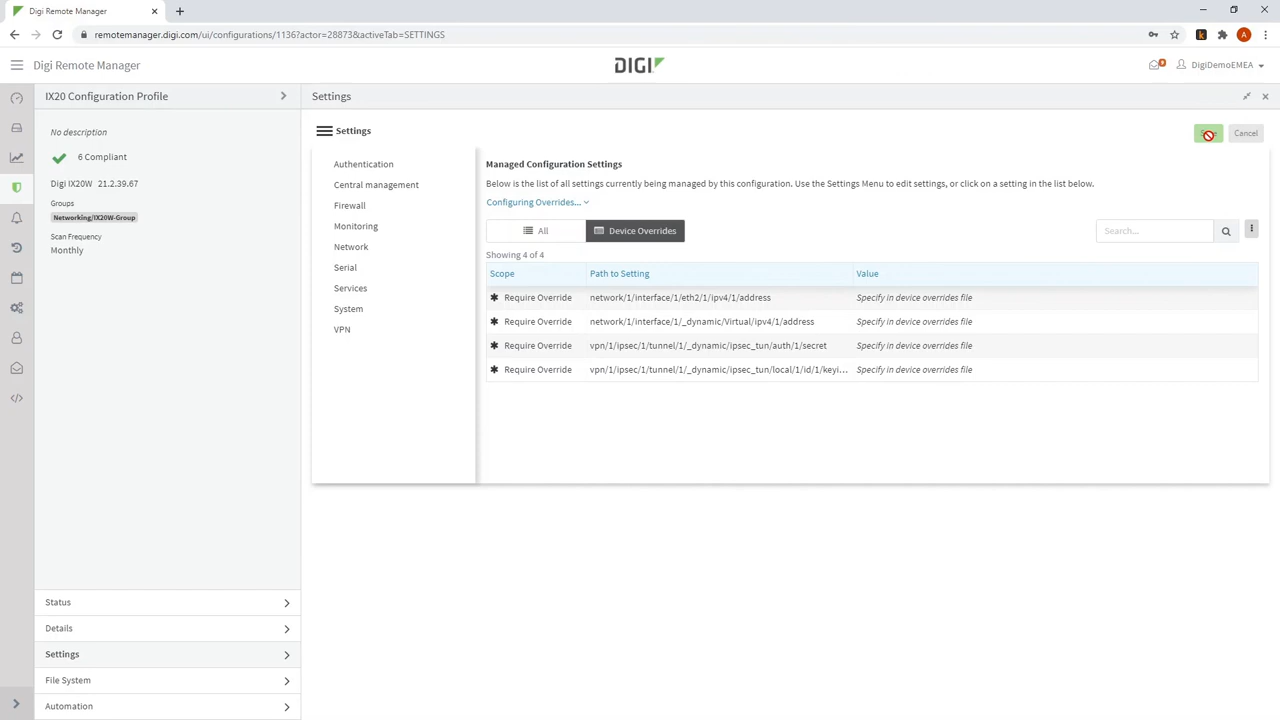 Digi Remote Manager
remotemanager.digi.com/ui/configurations/1136?actor=28873&activeTab=SETTINGS
A
Digi Remote Manager
DIGI
DigiDemoEMEA
IX20 Configuration Profile
Settings
No description
6 Compliant
Digi IX20W 21.2.39.67
Groups
Networking/IX20W-Group
Scan Frequency
Monthly
Status
Details
Settings
File System
Automation
Settings
Cancel
Authentication
Central management
Firewall
Monitoring
Network
Serial
Services
System
VPN
Managed Configuration Settings
Below is the list of all settings currently being managed by this configuration. Use the Settings Menu to edit settings, or click on a setting in the list below.
Configuring Overrides...
All
Device Overrides
Search...
Showing 4 of 4
Scope Path to Setting Value
Require Override network/1/interface/1/eth2/1/ipv4/1/address Specify in device overrides file
Require Override network/1/interface/1/_dynamic/Virtual/ipv4/1/address Specify in device overrides file
Require Override vpn/1/ipsec/1/tunnel/1/_dynamic/ipsec_tun/auth/1/secret Specify in device overrides file
Require Override vpn/1/ipsec/1/tunnel/1/_dynamic/ipsec_tun/local/1/id/1/keyi... Specify in device overrides file